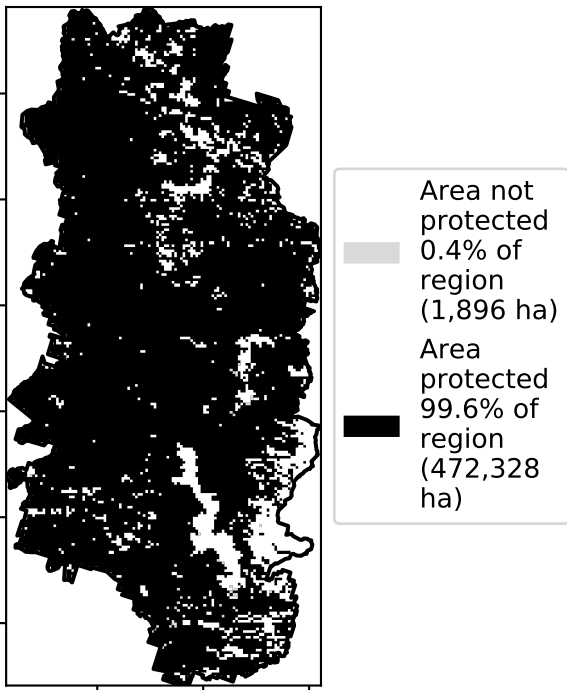 Area not
protected
0.4% of
region
(1,896 ha)
Area
protected
99.6% of
region
(472,328
ha)